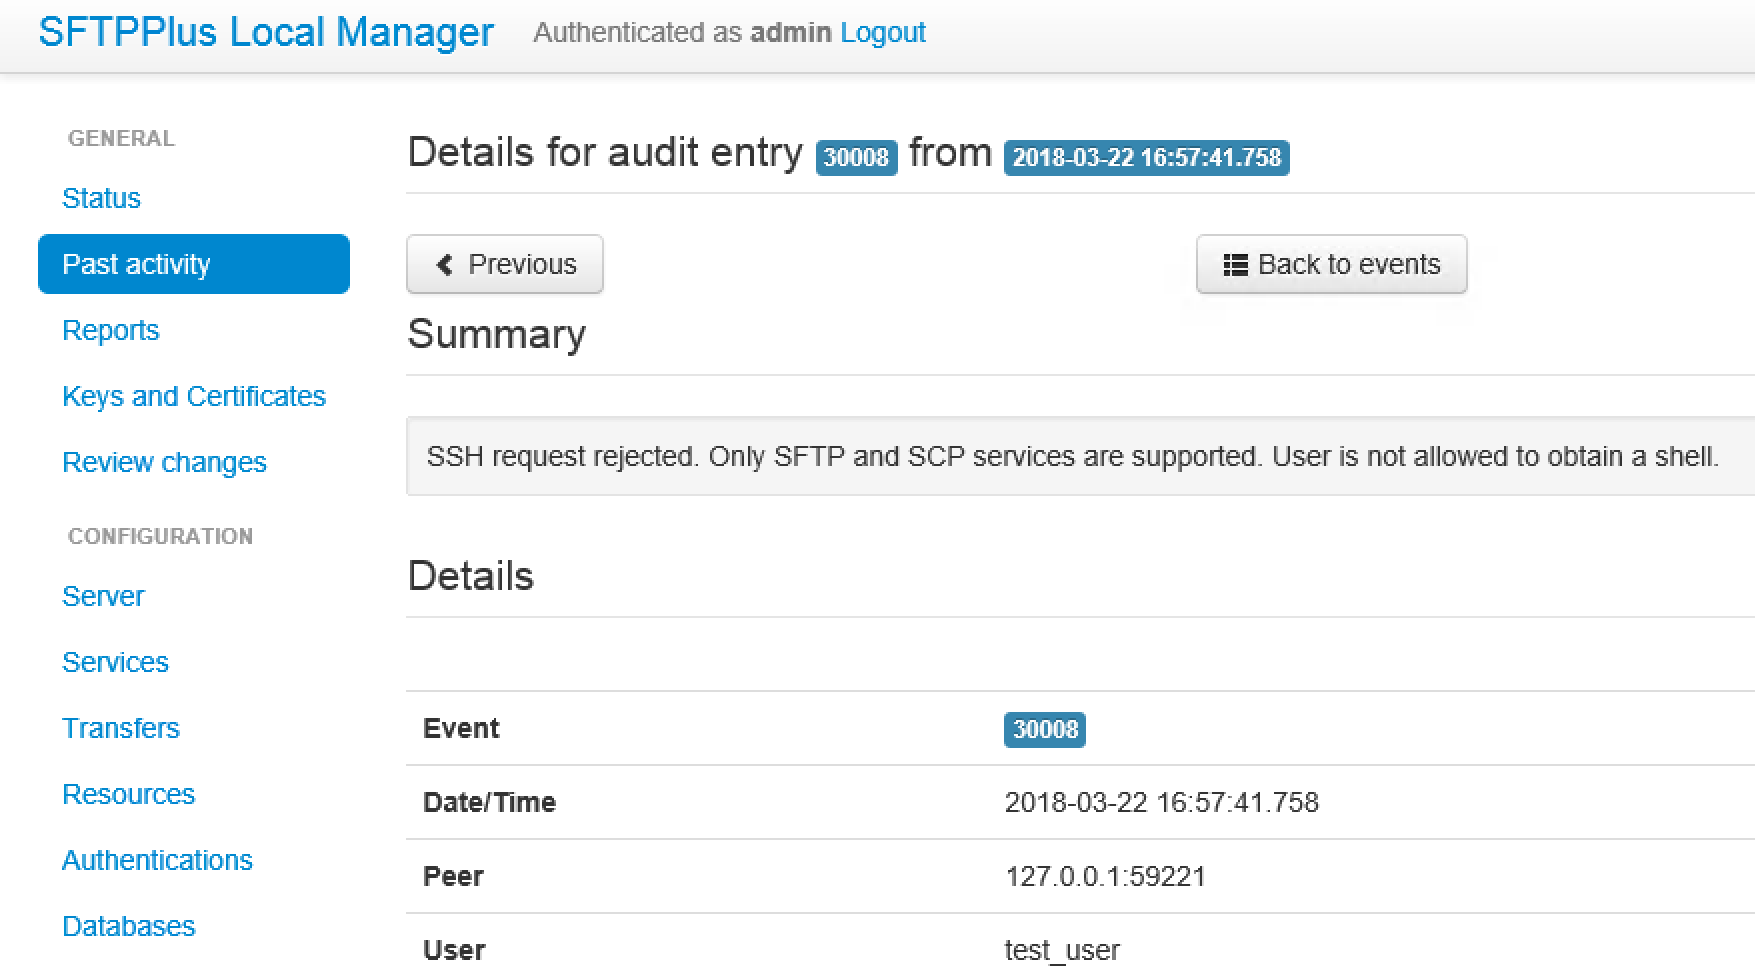 SFTPPlus Local Manager Authenticated as admin Logout
GENERAL
Status
Past activity
Reports
Keys and Certificates
Review changes
CONFIGURATION
Server
Services
Transfers
Resources
Authentications
Databases
Details for audit entry 30008 from 2018-03-22 16:57:41.758
Previous Back to events
Summary
SSH request rejected. Only SFTP and SCP services are supported. User is not allowed to obtain a shell.
Details
Event 30008
Date/Time 2018-03-22 16:57:41.758
Peer 127.0.0.1:59221
User test_user